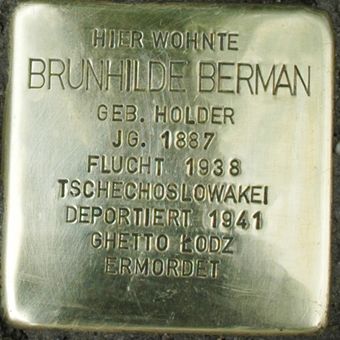 HIER WOHNTE
BRUNHILDE BERMAN
GEB. HOLDER
JG. 1887
FLUCHT 1938
TSCHECHOSLOWAKEI
DEPORTIERT 1941
GHETTO ŁODZ
ERMORDET